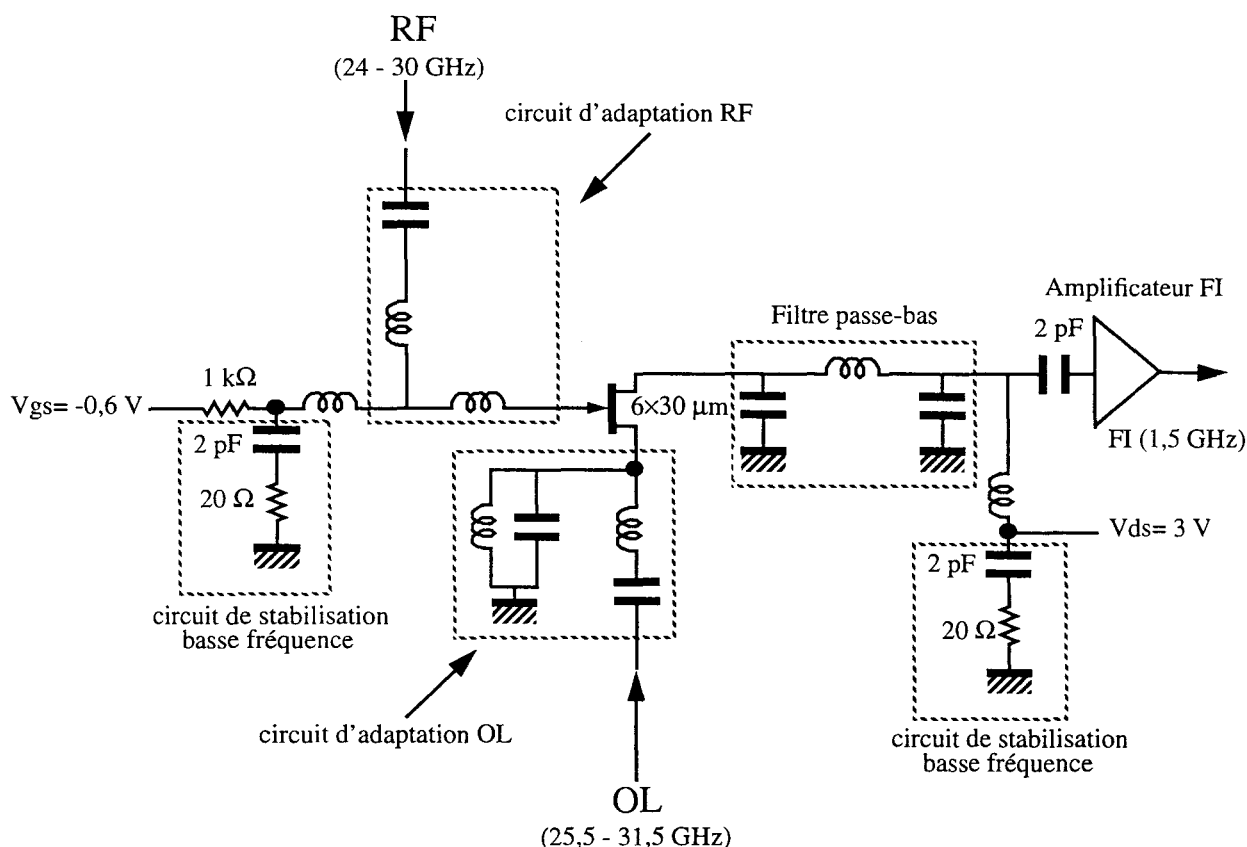 RF
(24 - 30 GHz)
circuit d'adaptation RF
Amplificateur FI
Filtre passe-bas
2 pF
1 kΩ
Vgs= -0,6 V
6×30 µm
FI (1,5 GHz)
2 pF
20 Ω
Vds= 3 V
2 pF
20 Ω
circuit de stabilisation
basse fréquence
circuit d'adaptation OL
circuit de stabilisation
basse fréquence
OL
(25,5 - 31,5 GHz)